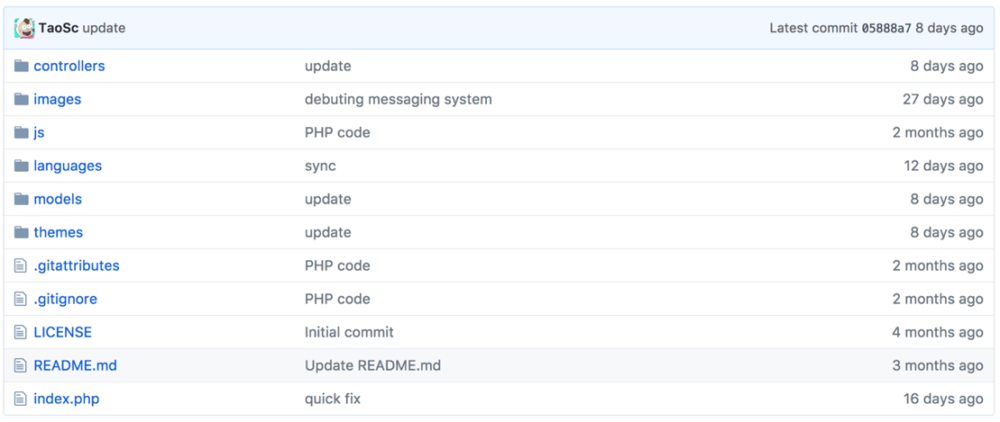 TaoSc update Latest commit 05888a7 8 days ago
controllers update 8 days ago
images debuting messaging system 27 days ago
js PHP code 2 months ago
languages sync 12 days ago
models update 8 days ago
themes update 8 days ago
.gitattributes PHP code 2 months ago
.gitignore PHP code 2 months ago
LICENSE Initial commit 4 months ago
README.md Update README.md 3 months ago
index.php quick fix 16 days ago